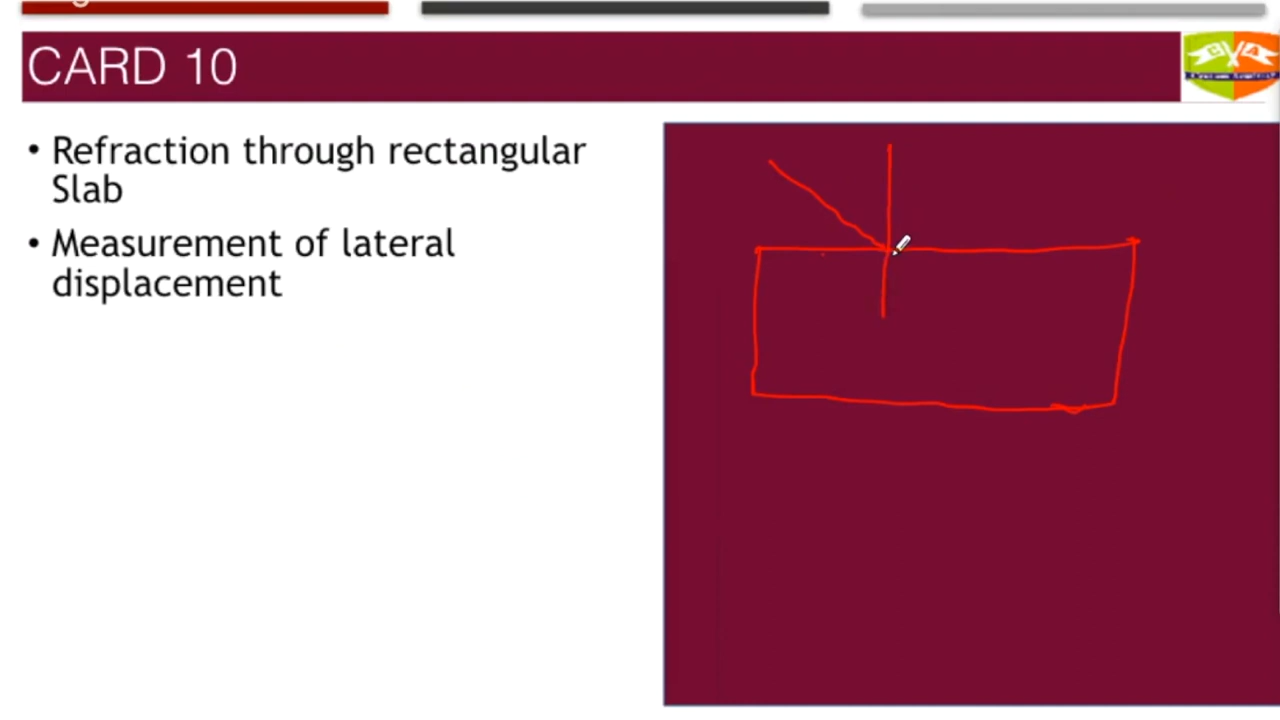 CARD 10
• Refraction through rectangular
Slab
• Measurement of lateral
displacement